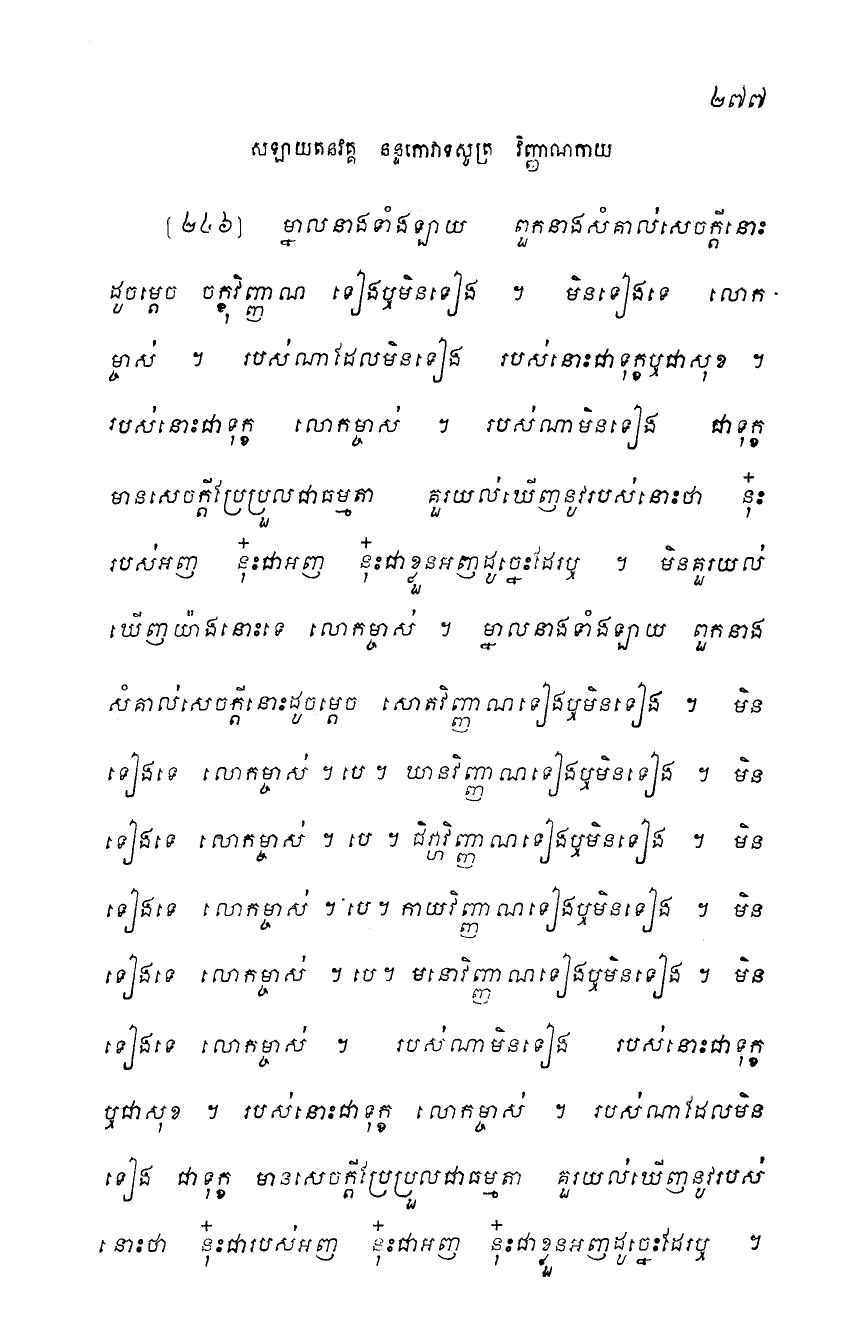 ២៧៧
សឡាយតនវគ្គ នន្ទកោវាទសូត្រ វិញ្ញាណកាយ
[២៤៦] ម្នាលនាងទាំងឡាយ ពួកនាងសំគាល់សេចក្តីនោះ
ដូចម្តេច ចក្ខុវិញ្ញាណ ទៀងឬមិនទៀង ។ មិនទៀងទេ លោក
ម្ចាស់ ។ របស់ណាដែលមិនទៀង របស់នោះជាទុក្ខឬជាសុខ ។
របស់នោះជាទុក្ខ លោកម្ចាស់ ។ របស់ណាមិនទៀង ជាទុក្ខ
មានសេចក្តីប្រែប្រួលជាធម្មតា គួរយល់ឃើញនូវរបស់នោះថា នុ៎ះ
របស់អញ នុ៎ះជាអញ នុ៎ះជាខ្លួនអញដូច្នេះដែរឬ ។ មិនគួរយល់
ឃើញយ៉ាងនោះទេ លោកម្ចាស់ ។ ម្នាលនាងទាំងឡាយ ពួកនាង
សំគាល់សេចក្តីនោះដូចម្តេច សោតវិញ្ញាណទៀងឬមិនទៀង ។ មិន
ទៀងទេ លោកម្ចាស់ ។ បេ ។ ឃានវិញ្ញាណទៀងឬមិនទៀង ។ មិន
ទៀងទេ លោកម្ចាស់ ។ បេ ។ ជិវ្ហាវិញ្ញាណទៀងឬមិនទៀង ។ មិន
ទៀងទេ លោកម្ចាស់ ។ បេ ។ កាយវិញ្ញាណទៀងឬមិនទៀង ។ មិន
ទៀងទេ លោកម្ចាស់ ។ បេ ។ មនោវិញ្ញាណទៀងឬមិនទៀង ។ មិន
ទៀងទេ លោកម្ចាស់ ។ របស់ណាមិនទៀង របស់នោះជាទុក្ខ
ឬជាសុខ ។ របស់នោះជាទុក្ខ លោកម្ចាស់ ។ របស់ណាដែលមិន
ទៀង ជាទុក្ខ មានសេចក្តីប្រែប្រួលជាធម្មតា គួរយល់ឃើញនូវរបស់
នោះថា នុ៎ះជារបស់អញ នុ៎ះជាអញ នុ៎ះជាខ្លួនអញដូច្នេះដែរឬ ។